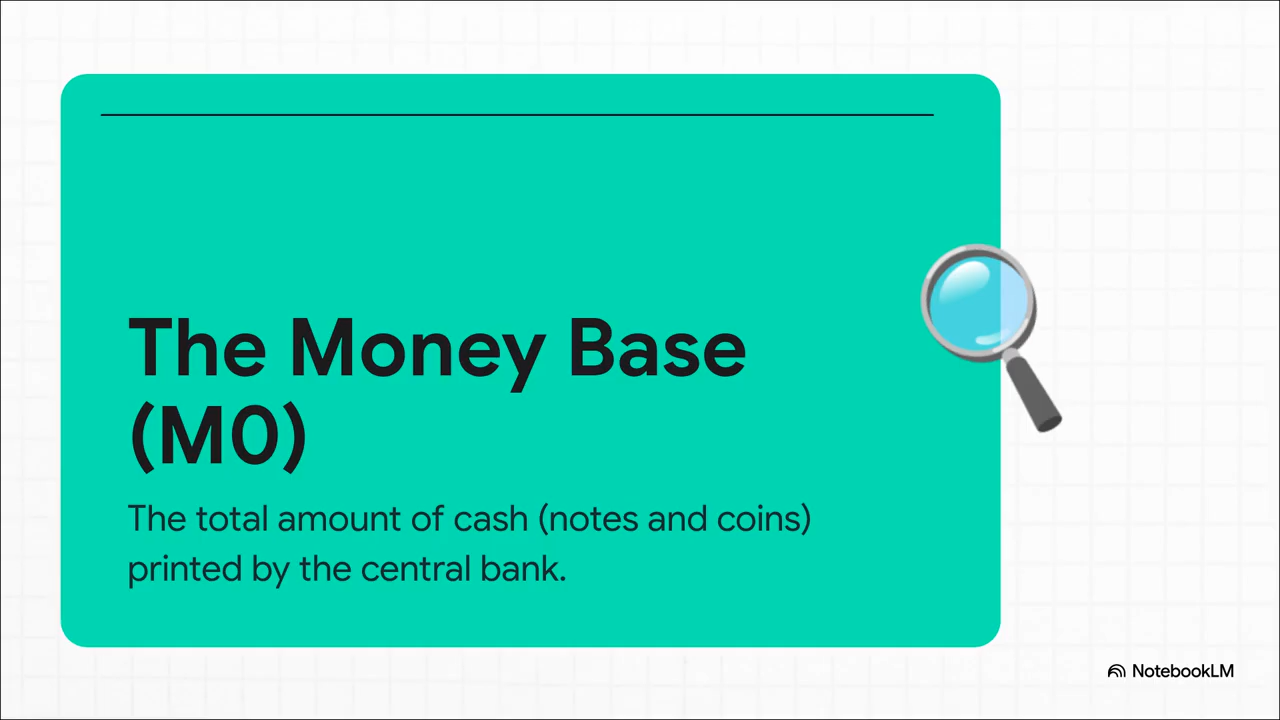 The Money Base
(M0)
The total amount of cash (notes and coins)
printed by the central bank.
NotebookLM